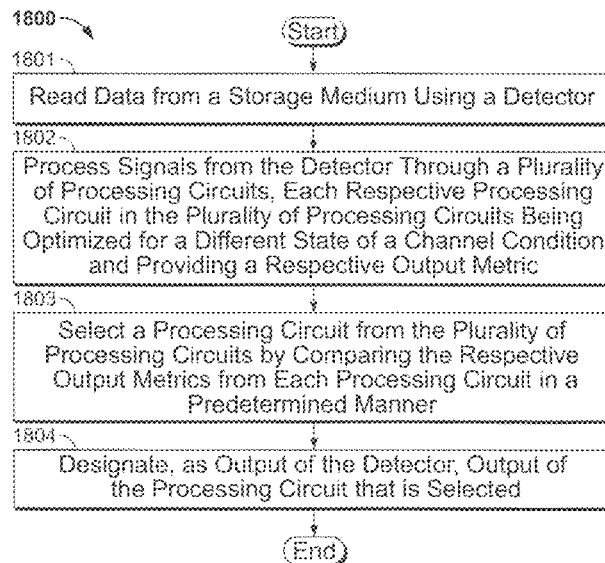 1800
Start
1801
Read Data from a Storage Medium Using a Detector
1802
Process Signals from the Detector Through a Plurality
of Processing Circuits, Each Respective Processing
Circuit in the Plurality of Processing Circuits Being
Optimized for a Different State of a Channel Condition
and Providing a Respective Output Metric
1803
Select a Processing Circuit from the Plurality of
Processing Circuits by Comparing the Respective
Output Metrics from Each Processing Circuit in a
Predetermined Manner
1804
Designate, as Output of the Detector, Output of
the Processing Circuit that is Selected
End